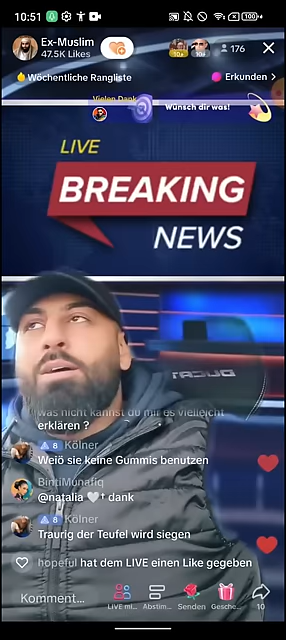 10:51
100
Ex-Muslim
47.5K Likes
176
Wöchentliche Rangliste
Erkunden >
Vielen Dank
Wünsch dir was!
LIVE
BREAKING
NEWS
DUCAT
was nicht kannst du mir es vielleicht
erklären ?
8 Kölner
Weiö sie keine Gummis benutzen
BintiMunafiq
@natalia 🤍† dank
8 Kölner
Traurig der Teufel wird siegen
hopeful hat dem LIVE einen Like gegeben
Komment...
LIVE mi...
Abstim...
Senden
Gesche...
10